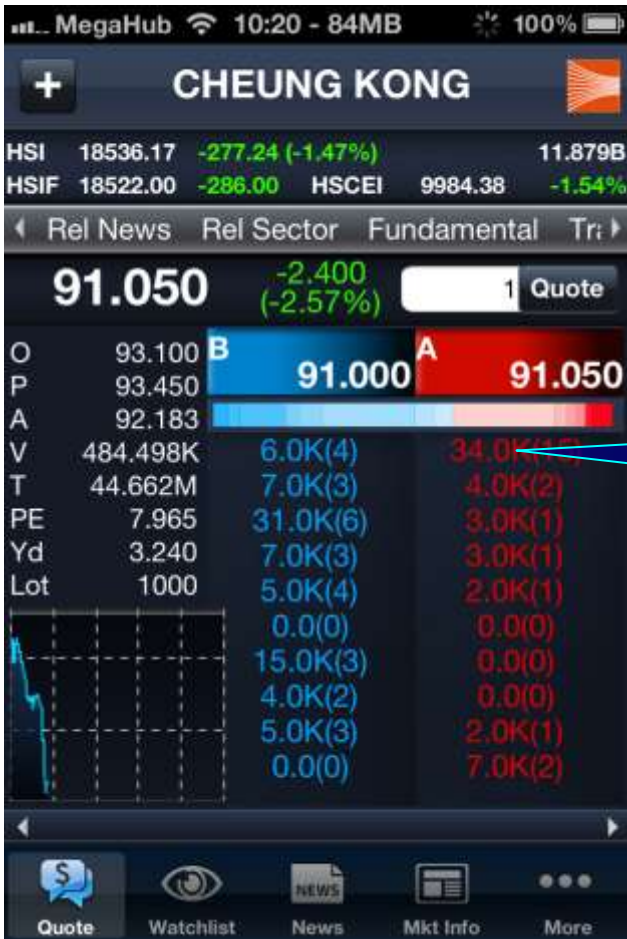 MegaHub 10:20 - 84MB 100%
+ CHEUNG KONG
HSI 18536.17 -277.24 (-1.47%) 11.879B
HSIF 18522.00 -286.00 HSCEI 9984.38 -1.54%
Rel News Rel Sector Fundamental
91.050 -2.400 (-2.57%) 1 Quote
O 93.100 B 91.000 A 91.050
P 93.450
A 92.183
V 484.498K 6.0K(4) 34.0K
T 44.662M 7.0K(3) 4.0K(2)
PE 7.965 31.0K(6) 3.0K(1)
Yd 3.240 7.0K(3) 3.0K(1)
Lot 1000 5.0K(4) 2.0K(1)
0.0(0) 0.0(0)
15.0K(3) 0.0(0)
4.0K(2) 0.0(0)
5.0K(3) 2.0K(1)
0.0(0) 7.0K(2)
$ NEWS
Quote Watchlist News Mkt Info More